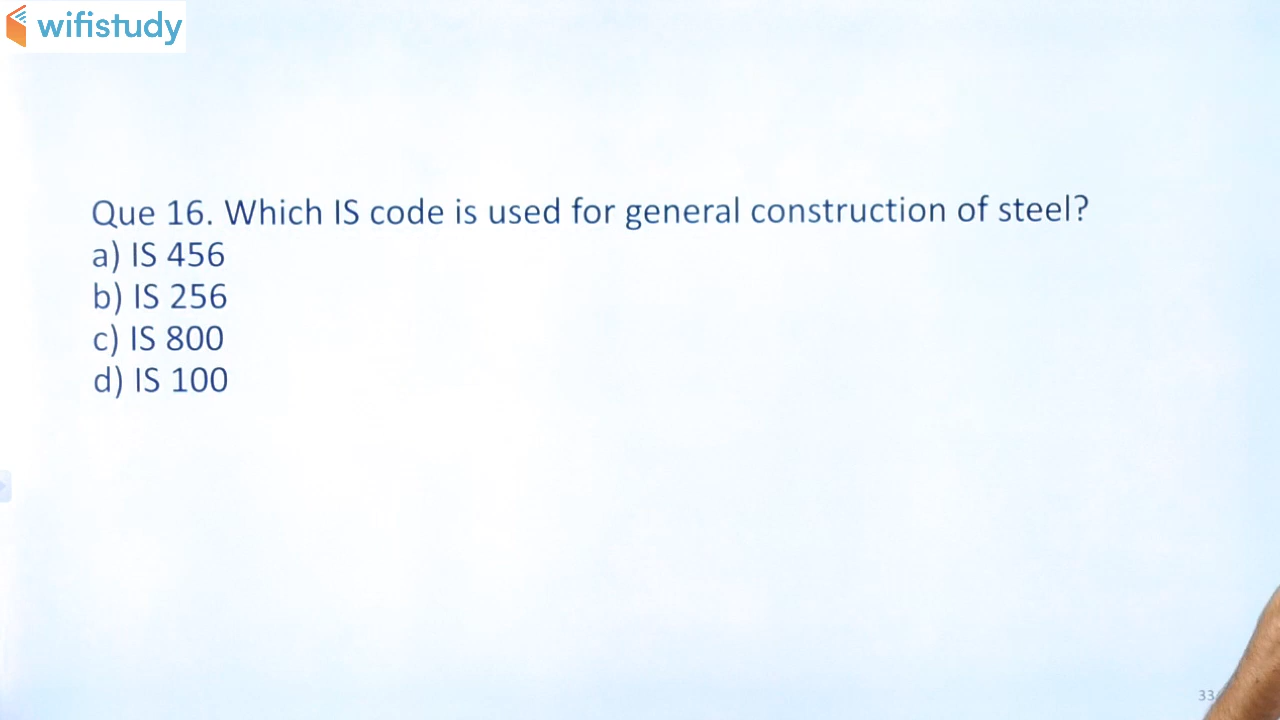 wifistudy
Que 16. Which IS code is used for general construction of steel?
a) IS 456
b) IS 256
c) IS 800
d) IS 100
33